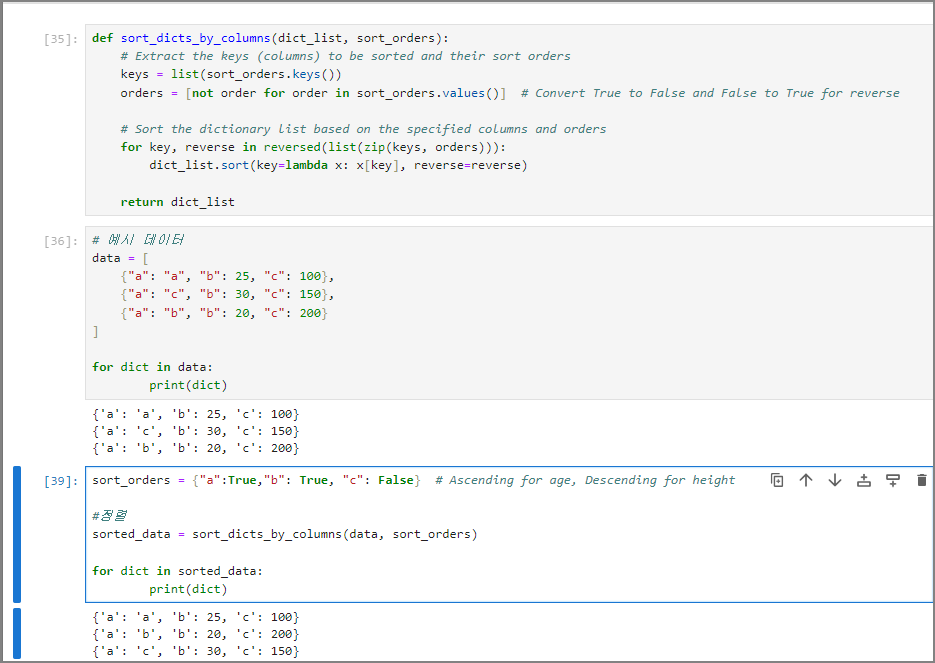 [35]: def sort_dicts_by_columns(dict_list, sort_orders):
    # Extract the keys (columns) to be sorted and their sort orders
    keys = list(sort_orders.keys())
    orders = [not order for order in sort_orders.values()]  # Convert True to False and False to True for reverse

    # Sort the dictionary list based on the specified columns and orders
    for key, reverse in reversed(list(zip(keys, orders))):
        dict_list.sort(key=lambda x: x[key], reverse=reverse)

    return dict_list
[36]: # 예시 데이터
data = [
    {"a": "a", "b": 25, "c": 100},
    {"a": "c", "b": 30, "c": 150},
    {"a": "b", "b": 20, "c": 200}
]

for dict in data:
        print(dict)
{'a': 'a', 'b': 25, 'c': 100}
{'a': 'c', 'b': 30, 'c': 150}
{'a': 'b', 'b': 20, 'c': 200}
[39]: sort_orders = {"a":True,"b": True, "c": False}  # Ascending for age, Descending for height

#정렬
sorted_data = sort_dicts_by_columns(data, sort_orders)

for dict in sorted_data:
        print(dict)
{'a': 'a', 'b': 25, 'c': 100}
{'a': 'b', 'b': 20, 'c': 200}
{'a': 'c', 'b': 30, 'c': 150}